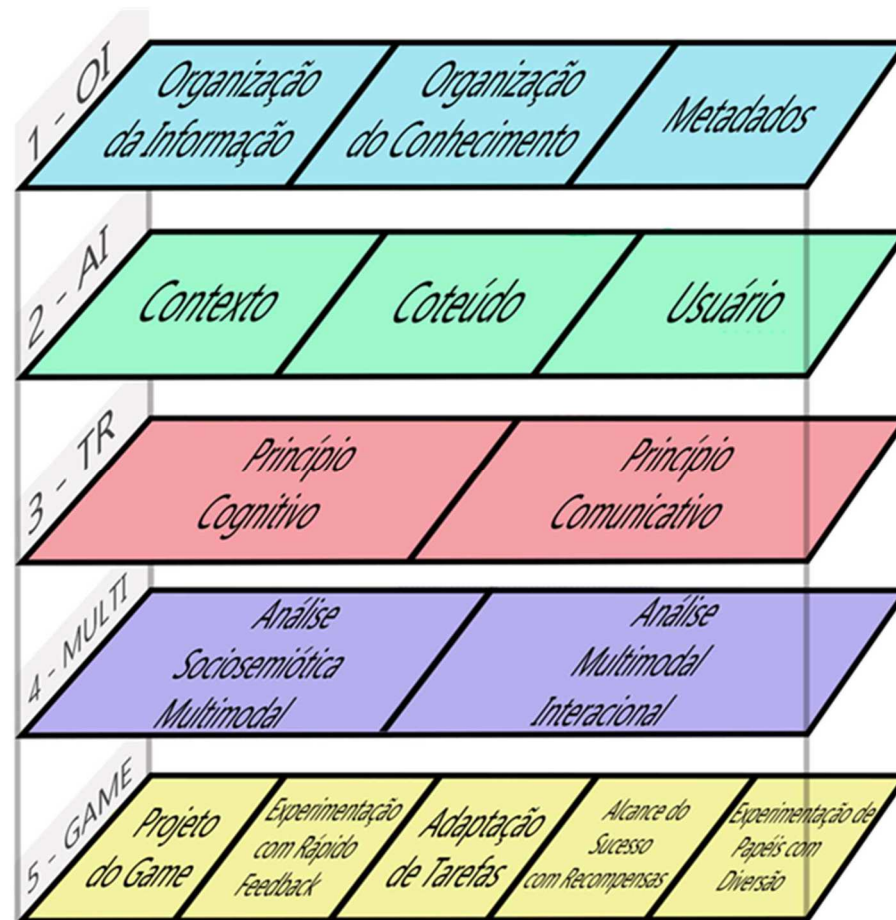 1 - OI
Organização
da Informação
Organização
do Conhecimento
Metadados
2 - AI
Contexto
Coteúdo
Usuário
3 - TR
Princípio
Cognitivo
Princípio
Comunicativo
4 - MULTI
Análise
Sociosemiótica
Multimodal
Análise
Multimodal
Interacional
5 - GAME
Projeto
do Game
Experimentação
com Rápido
Feedback
Adaptação
de Tarefas
Alcance do
Sucesso
com Recompensas
Experimentação de
Papéis com
Diversão